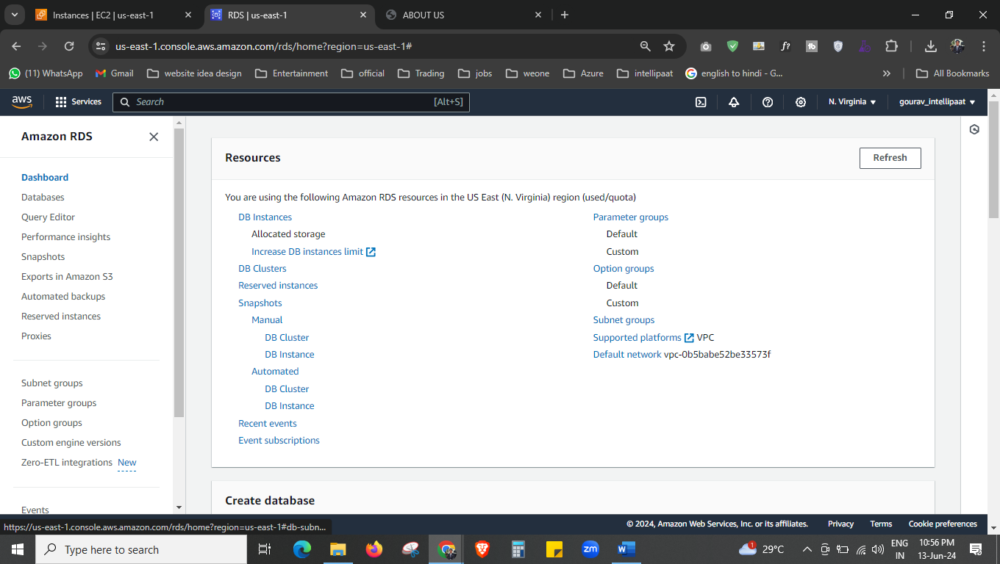 Instances | EC2 | us-east-1
RDS | us-east-1
ABOUT US
us-east-1.console.aws.amazon.com/rds/home?region=us-east-1#
(11) WhatsApp
Gmail
website idea design
Entertainment
official
Trading
jobs
weone
Azure
intellipaat
english to hindi - G...
All Bookmarks
aws
Services
Search
[Alt+S]
N. Virginia
gourav_intellipaat
Amazon RDS
Dashboard
Databases
Query Editor
Performance insights
Snapshots
Exports in Amazon S3
Automated backups
Reserved instances
Proxies
Subnet groups
Parameter groups
Option groups
Custom engine versions
Zero-ETL integrations New
Events
Resources
Refresh
You are using the following Amazon RDS resources in the US East (N. Virginia) region (used/quota)
DB Instances
Allocated storage
Increase DB instances limit
DB Clusters
Reserved instances
Snapshots
Manual
DB Cluster
DB Instance
Automated
DB Cluster
DB Instance
Recent events
Event subscriptions
Parameter groups
Default
Custom
Option groups
Default
Custom
Subnet groups
Supported platforms VPC
Default network vpc-0b5babe52be33573f
Create database
https://us-east-1.console.aws.amazon.com/rds/home?region=us-east-1#db-subn...
© 2024, Amazon Web Services, Inc. or its affiliates.
Privacy
Terms
Cookie preferences
Type here to search
zm
1
29°C
ENG
IN
10:56 PM
13-Jun-24